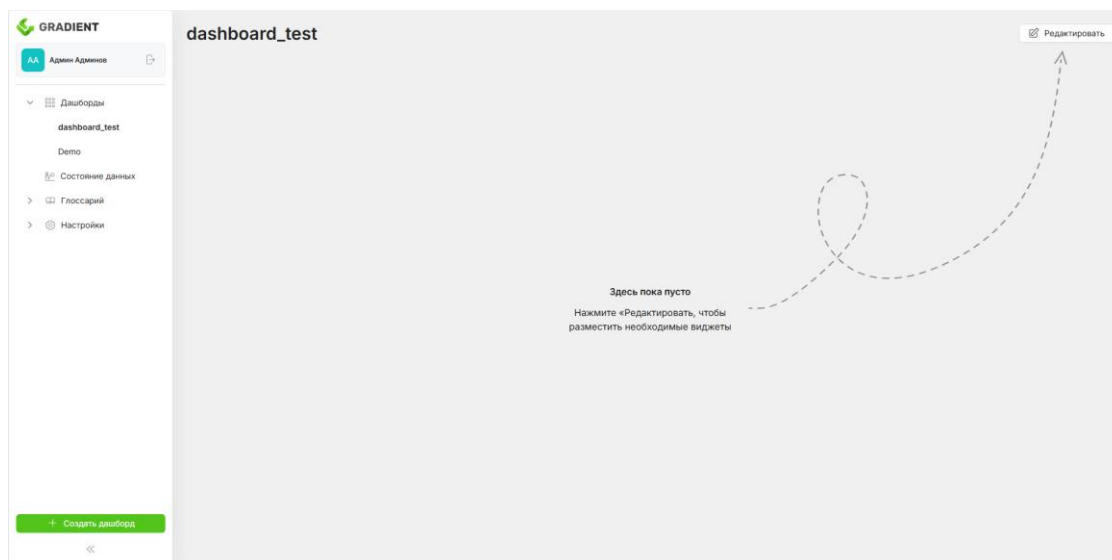 GRADIENT
АА Админ Админов
Дашборды
dashboard_test
Demo
Состояние данных
Глоссарий
Настройки
+ Создать дашборд
dashboard_test
Редактировать
Здесь пока пусто
Нажмите «Редактировать, чтобы
разместить необходимые виджеты